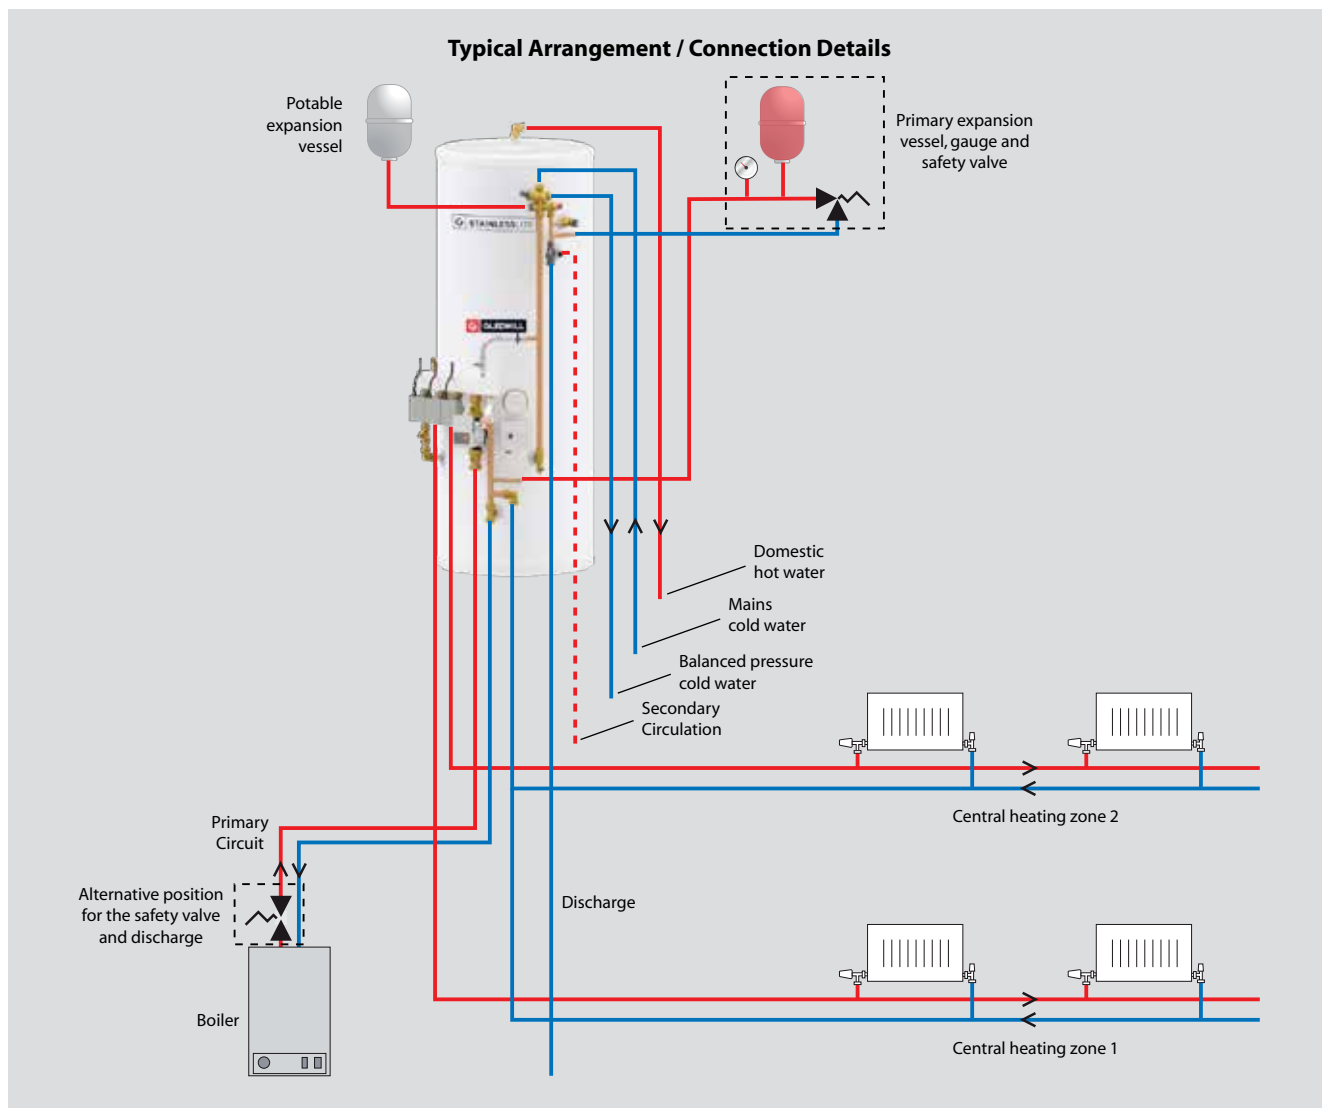 Typical Arrangement / Connection Details
Potable
expansion
vessel
Primary expansion
vessel, gauge and
safety valve
STAINLESSLITE
GLEDHILL
Domestic
hot water
Mains
cold water
Balanced pressure
cold water
Secondary
Circulation
Central heating zone 2
Primary
Circuit
Alternative position
for the safety valve
and discharge
Discharge
Boiler
Central heating zone 1